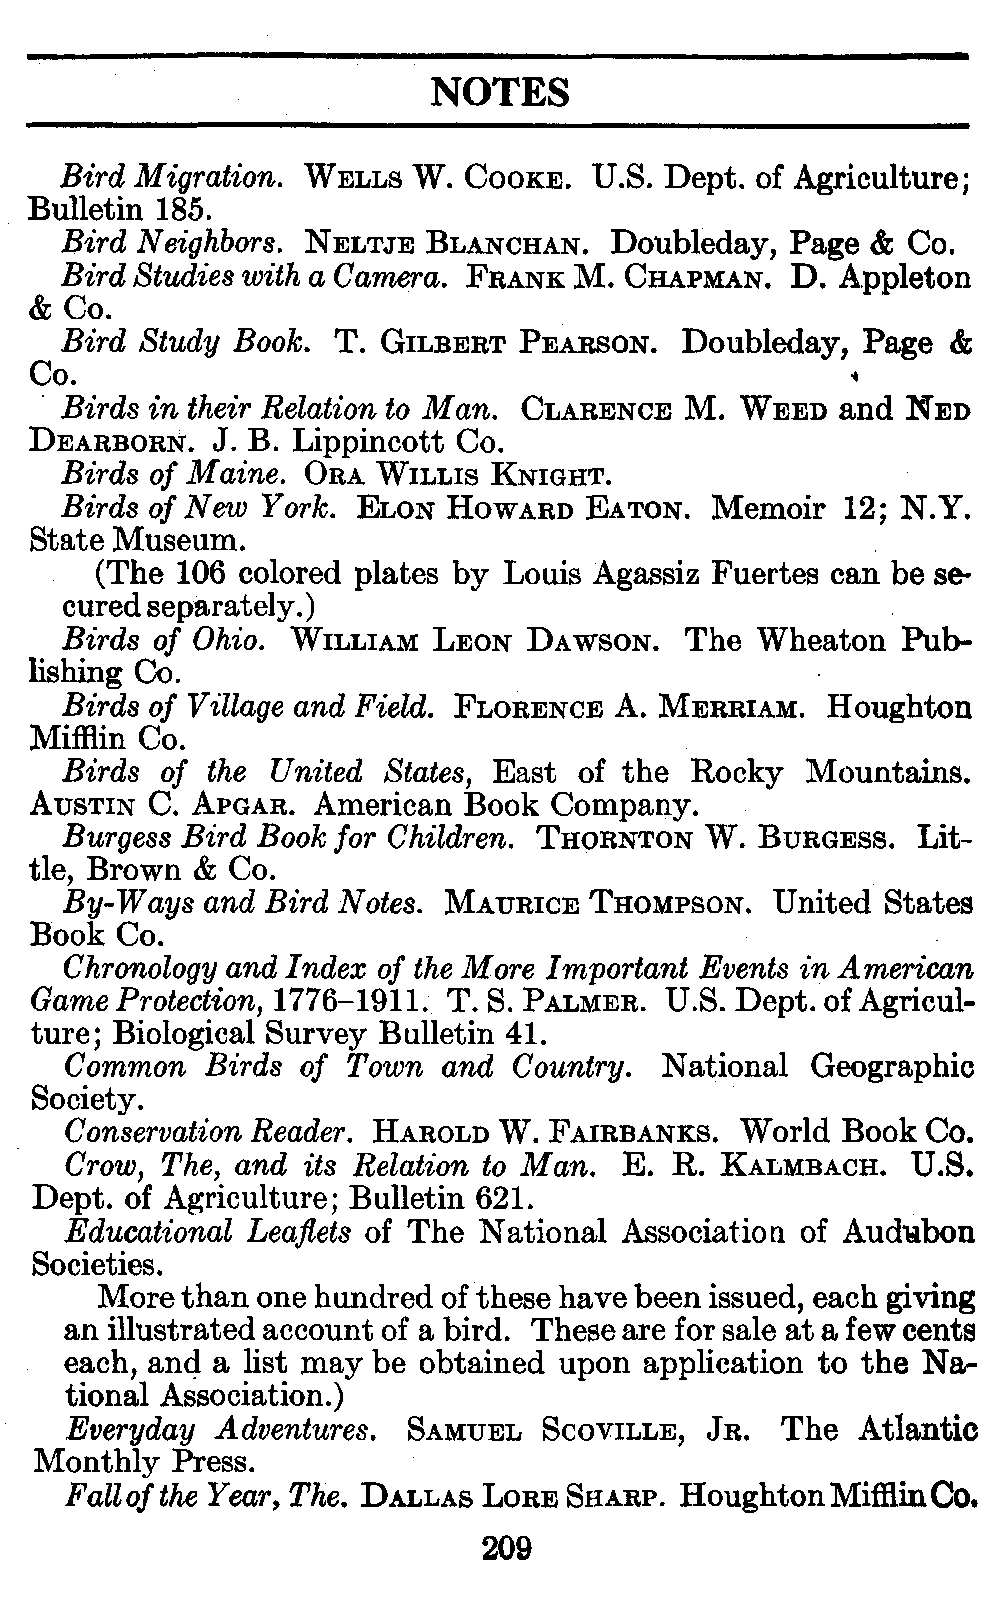 NOTES
Bird Migration. WELLS W. COOKE. U.S. Dept. of Agriculture;
Bulletin 185.
Bird Neighbors. NELTJE BLANCHAN. Doubleday, Page & Co.
Bird Studies with a Camera. FRANK M. CHAPMAN. D. Appleton
& Co.
Bird Study Book. T. GILBERT PEARSON. Doubleday, Page &
Co.
Birds in their Relation to Man. CLARENCE M. WEED and NED
DEARBORN. J. B. Lippincott Co.
Birds of Maine. ORA WILLIS KNIGHT.
Birds of New York. ELON HOWARD EATON. Memoir 12; N.Y.
State Museum.
(The 106 colored plates by Louis Agassiz Fuertes can be se-
cured separately.)
Birds of Ohio. WILLIAM LEON DAWSON. The Wheaton Pub-
lishing Co.
Birds of Village and Field. FLORENCE A. MERRIAM. Houghton
Mifflin Co.
Birds of the United States, East of the Rocky Mountains.
AUSTIN C. APGAR. American Book Company.
Burgess Bird Book for Children. THORNTON W. BURGESS. Lit-
tle, Brown & Co.
By-Ways and Bird Notes. MAURICE THOMPSON. United States
Book Co.
Chronology and Index of the More Important Events in American
Game Protection, 1776–1911. T. S. PALMER. U.S. Dept. of Agricul-
ture; Biological Survey Bulletin 41.
Common Birds of Town and Country. National Geographic
Society.
Conservation Reader. HAROLD W. FAIRBANKS. World Book Co.
Crow, The, and its Relation to Man. E. R. KALMBACH. U.S.
Dept. of Agriculture; Bulletin 621.
Educational Leaflets of The National Association of Audubon
Societies.
More than one hundred of these have been issued, each giving
an illustrated account of a bird. These are for sale at a few cents
each, and a list may be obtained upon application to the Na-
tional Association.)
Everyday Adventures. SAMUEL SCOVILLE, JR. The Atlantic
Monthly Press.
Fall of the Year, The. DALLAS LORE SHARP. Houghton Mifflin Co.
209